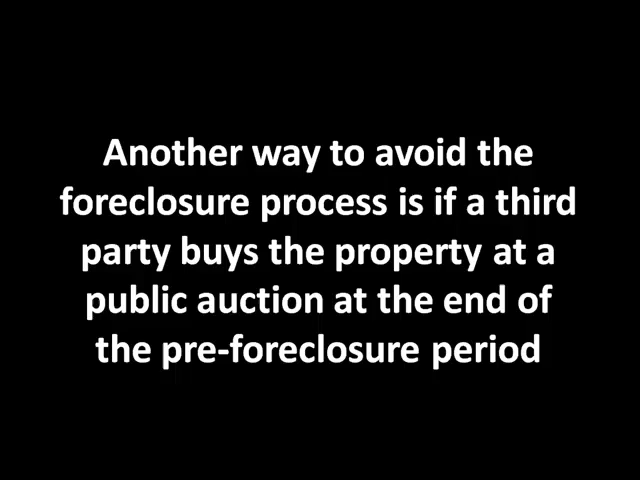 Another way to avoid the
foreclosure process is if a third
party buys the property at a
public auction at the end of
the pre-foreclosure period